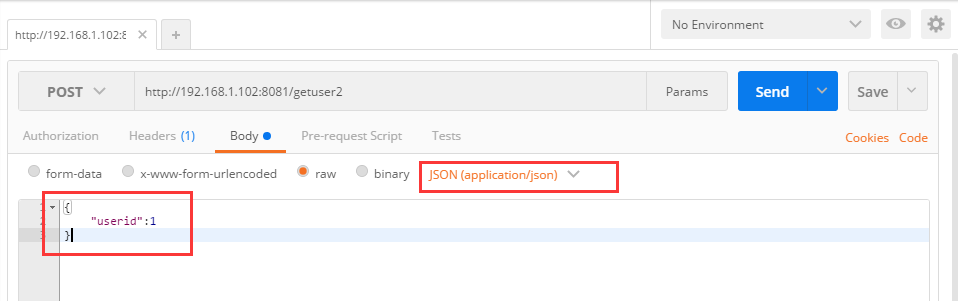 No Environment
http://192.168.1.102:8
POST http://192.168.1.102:8081/getuser2 Params Send Save
Authorization Headers (1) Body Pre-request Script Tests Cookies Code
form-data x-www-form-urlencoded raw binary JSON (application/json)
1 {
2 "userid":1
3 }